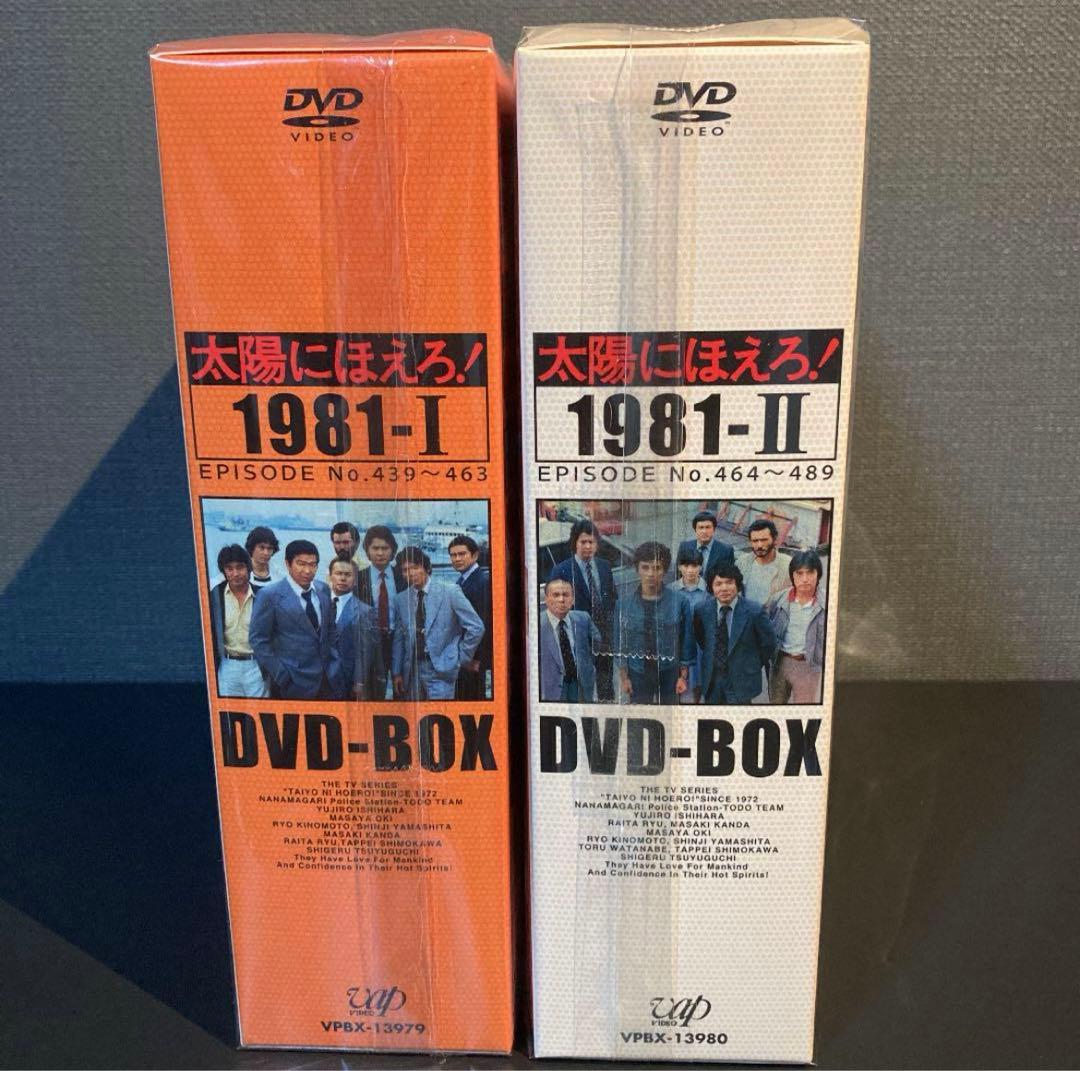 DVD
VIDEO
太陽にほえろ!
1981-I
EPISODE No.439〜463
DVD-BOX
THE TV SERIES
"TAIYO NI HOERO!"SINCE 1972
NANAMAGARI Police Station-TODO TEAM
YUJIRO ISHIHARA
MASAYA OKI
RYO KINOMOTO, SHINJI YAMASHITA
MASAKI KANDA
RAITA RYU,TAPPEI SHIMOKAWA
SHIGERU TSUYUGUCHI
They Have Love For Mankind
And Confidence In Their Hot Spirits!
vap
VIDEO
VPBX-13979
DVD
VIDEO
太陽にほえろ!
1981-II
EPISODE No.464〜489
DVD-BOX
THE TV SERIES
"TAIYO NI HOERO!"SINCE 1972
NANAMAGARI Police Station-TODO TEAM
YUJIRO ISHIHARA
RAITA RYU, MASAKI KANDA
MASAYA OKI
RYO KINOMOTO, SHINJI YAMASHITA
TORU WATANABE, TAPPEI SHIMOKAWA
SHIGERU TSUYUGUCHI
They Have Love For Mankind
And Confidence In Their Hot Spirits!
vap
VIDEO
VPBX-13980